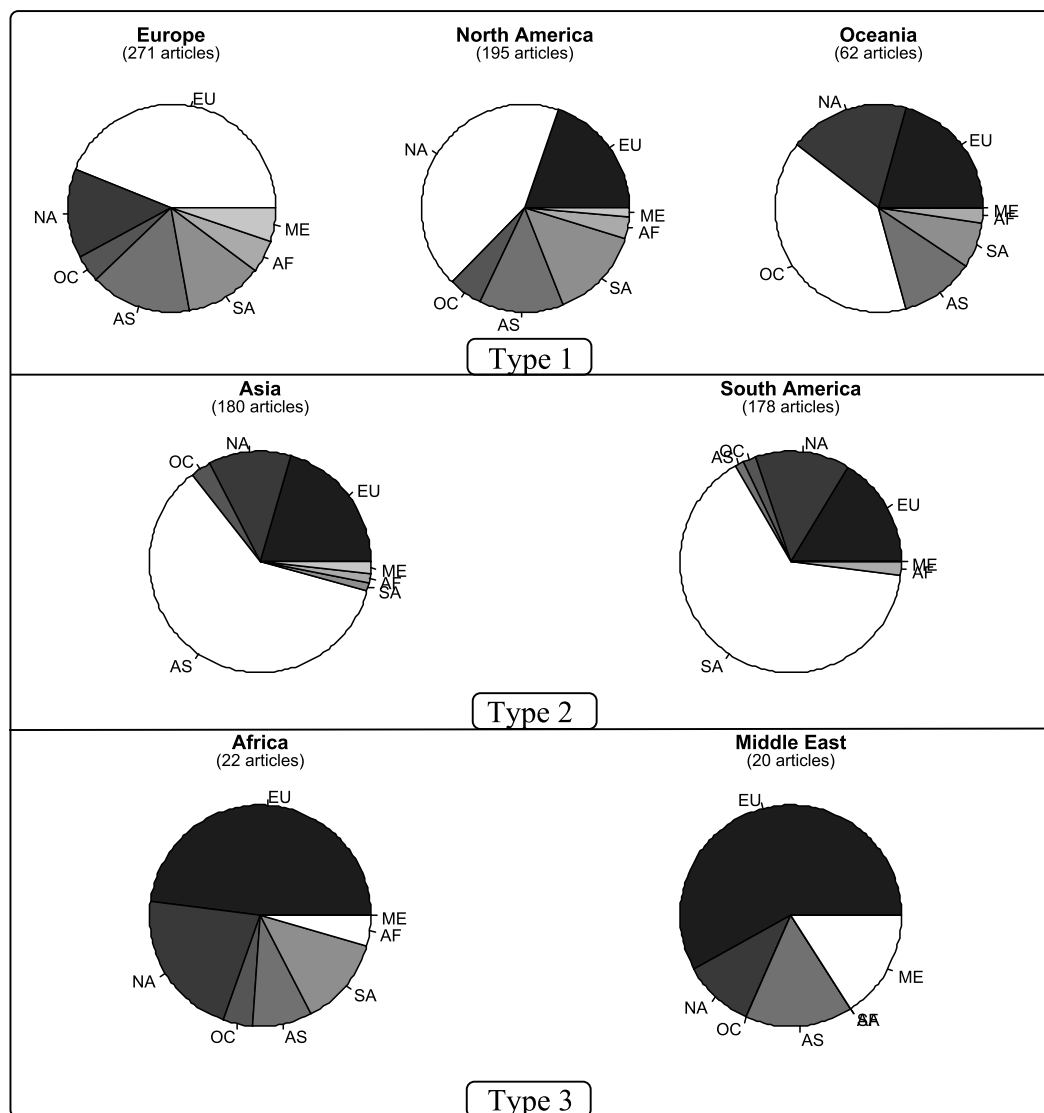 Europe
(271 articles)
EU
NA
OC
AS
SA
AF
ME
North America
(195 articles)
EU
NA
OC
AS
SA
AF
ME
Oceania
(62 articles)
EU
NA
OC
AS
SA
AF
ME
Type 1
Asia
(180 articles)
EU
NA
OC
AS
SA
AF
ME
South America
(178 articles)
EU
NA
OC
AS
SA
AF
ME
Type 2
Africa
(22 articles)
EU
NA
OC
AS
SA
AF
ME
Middle East
(20 articles)
EU
NA
OC
AS
SA
AF
ME
Type 3